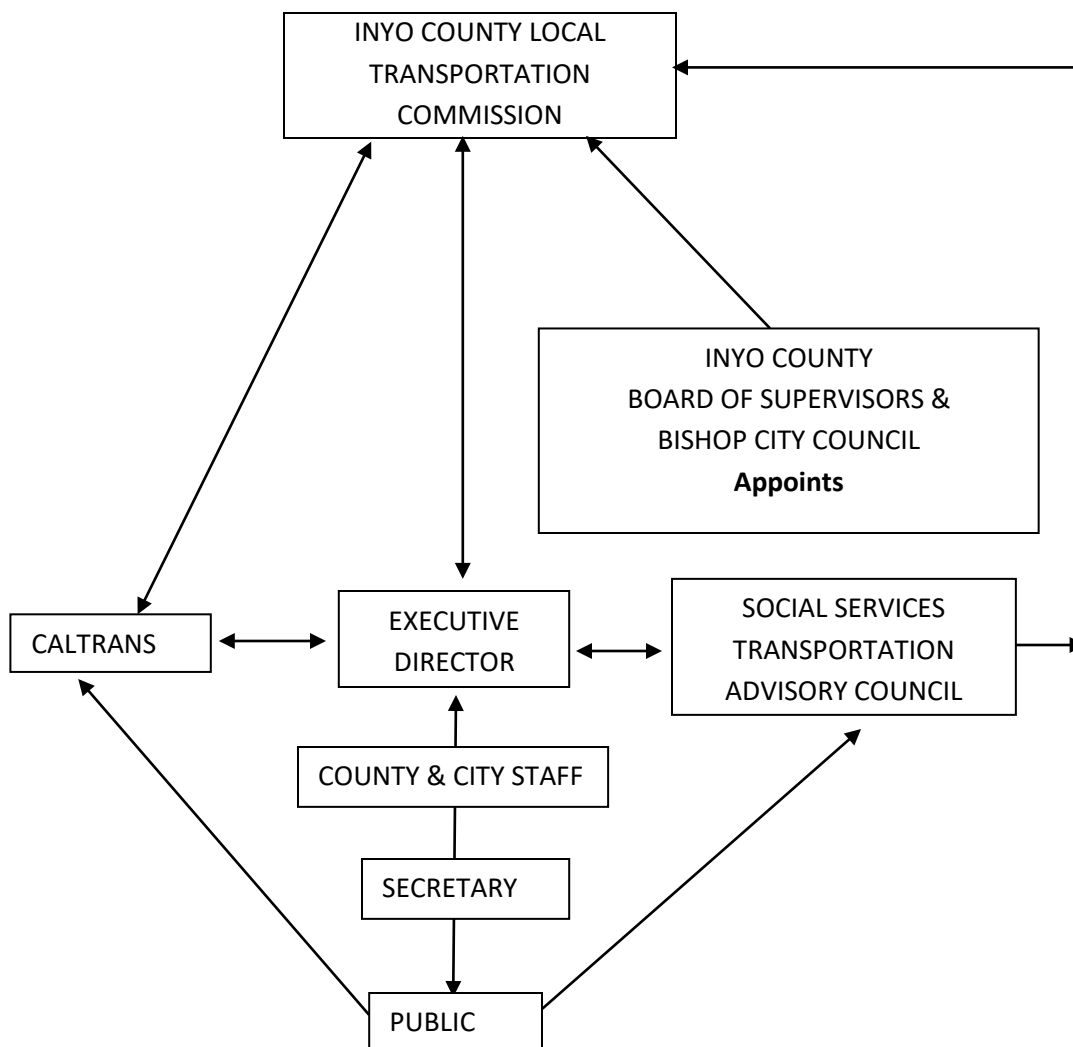 INYO COUNTY LOCAL
TRANSPORTATION
COMMISSION
INYO COUNTY
BOARD OF SUPERVISORS &
BISHOP CITY COUNCIL
Appoints
CALTRANS
EXECUTIVE
DIRECTOR
SOCIAL SERVICES
TRANSPORTATION
ADVISORY COUNCIL
COUNTY & CITY STAFF
SECRETARY
PUBLIC